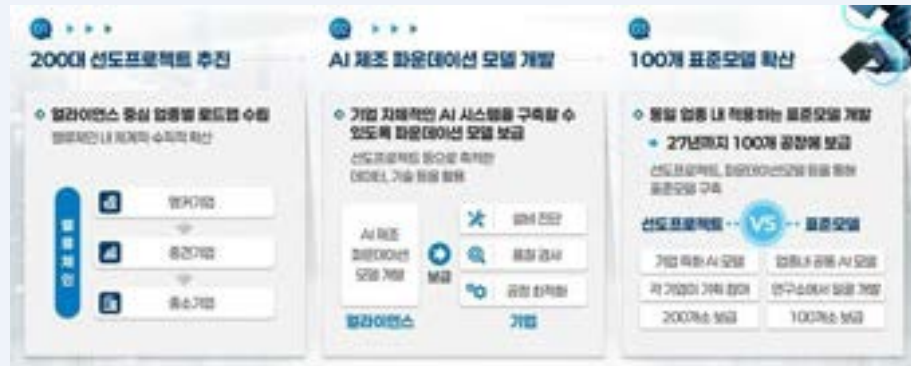 01
200대 선도프로젝트 추진
얼라이언스 중심 업종별 로드맵 수립
밸류체인 내 체계적·수직적 확산
밸류체인
앵커기업
중견기업
중소기업
02
AI 제조 파운데이션 모델 개발
기업 자체적인 AI 시스템을 구축할 수
있도록 파운데이션 모델 보급
선도프로젝트 등으로 축적한
데이터, 기술 등을 활용
AI 제조
파운데이션
모델 개발
보급
설비 진단
품질 검사
공정 최적화
얼라이언스
기업
03
100개 표준모델 확산
동일 업종 내 적용하는 표준모델 개발
27년까지 100개 공장에 보급
선도프로젝트, 파운데이션모델 등을 통해
표준모델 구축
선도프로젝트
VS
표준모델
기업 특화 AI 모델
업종내 공통 AI 모델
각 기업이 기획 참여
연구소에서 일괄 개발
200개소 보급
100개소 보급